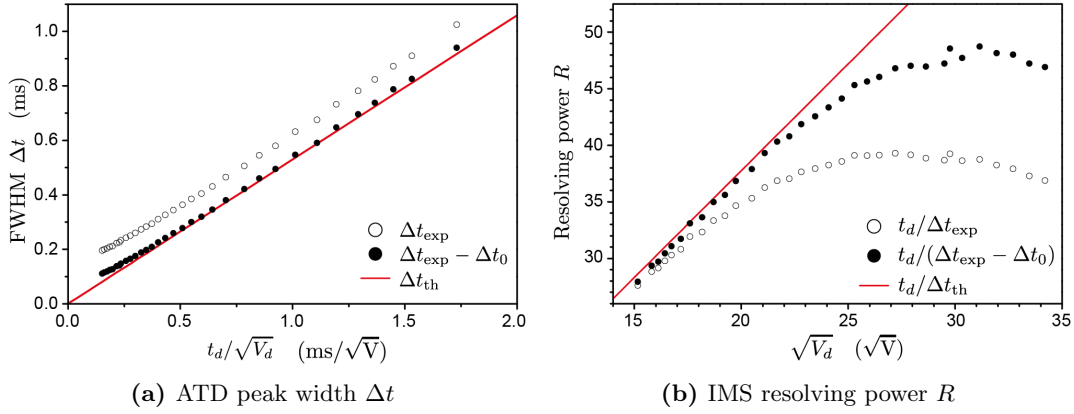 FWHM Δt (ms)
1.0
0.8
0.6
0.4
0.2
0.0
Δt_exp
Δt_exp − Δt_0
Δt_th
0.0 0.5 1.0 1.5 2.0
t_d/√V_d (ms/√V)
(a) ATD peak width Δt
Resolving power R
50
45
40
35
30
t_d/Δt_exp
t_d/(Δt_exp − Δt_0)
t_d/Δt_th
15 20 25 30 35
√V_d (√V)
(b) IMS resolving power R